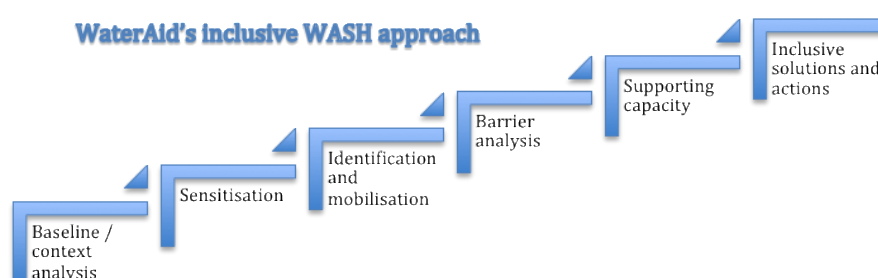 WaterAid's inclusive WASH approach
Baseline /
context
analysis
Sensitisation
Identification
and
mobilisation
Barrier
analysis
Supporting
capacity
Inclusive
solutions and
actions